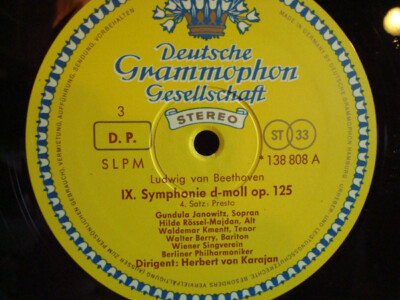 Deutsche
Grammophon
Gesellschaft
STEREO
3
D. P.
ST 33
SLPM
* 138 808 A
Ludwig van Beethoven
IX. Symphonie d-moll op. 125
4. Satz: Presto
Gundula Janowitz, Sopran
Hilde Rössel-Majdan, Alt
Waldemar Kmentt, Tenor
Walter Berry, Bariton
Wiener Singverein
Berliner Philharmoniker
Dirigent: Herbert von Karajan